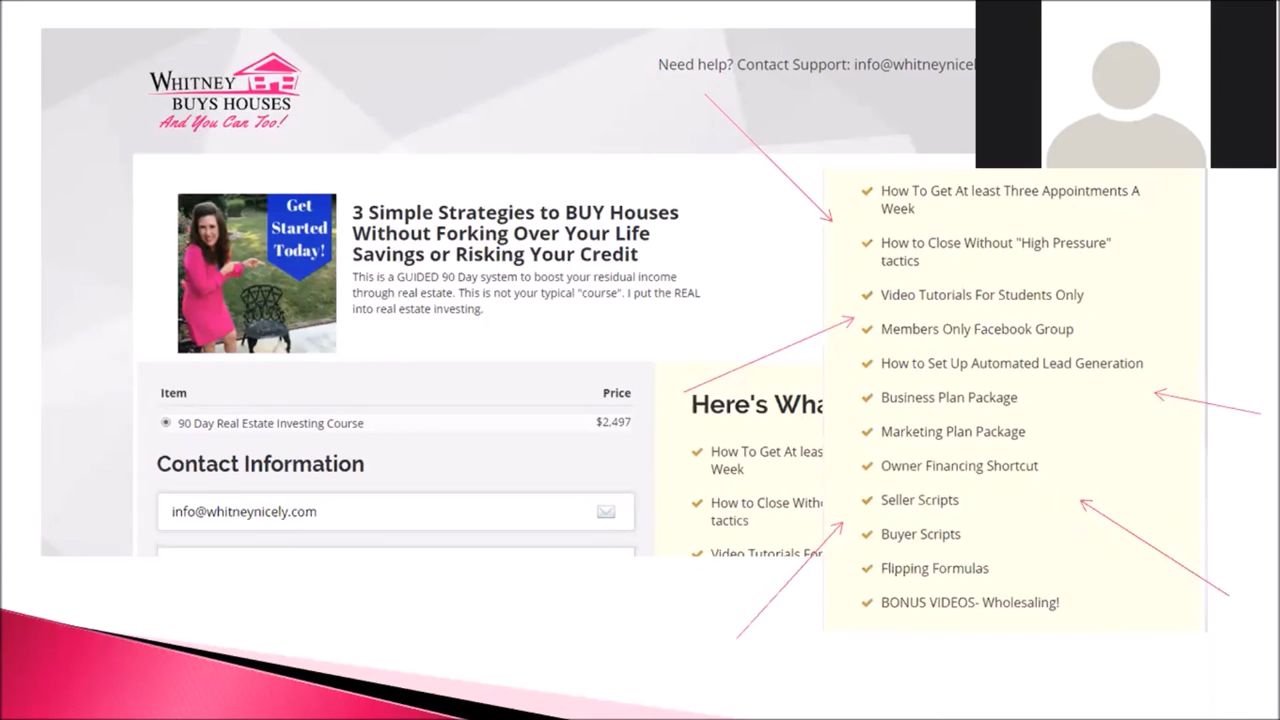 WHITNEY
BUYS HOUSES
And You Can Too!
Need help? Contact Support: info@whitneynicel
Get
Started
Today!
3 Simple Strategies to BUY Houses
Without Forking Over Your Life
Savings or Risking Your Credit
This is a GUIDED 90 Day system to boost your residual income
through real estate. This is not your typical "course". I put the REAL
into real estate investing.
Item Price
90 Day Real Estate Investing Course $2,497
Contact Information
info@whitneynicely.com
Here's Wha
How To Get At leas
Week
How to Close Witho
tactics
Video Tutorials For
How To Get At least Three Appointments A
Week
How to Close Without "High Pressure"
tactics
Video Tutorials For Students Only
Members Only Facebook Group
How to Set Up Automated Lead Generation
Business Plan Package
Marketing Plan Package
Owner Financing Shortcut
Seller Scripts
Buyer Scripts
Flipping Formulas
BONUS VIDEOS- Wholesaling!